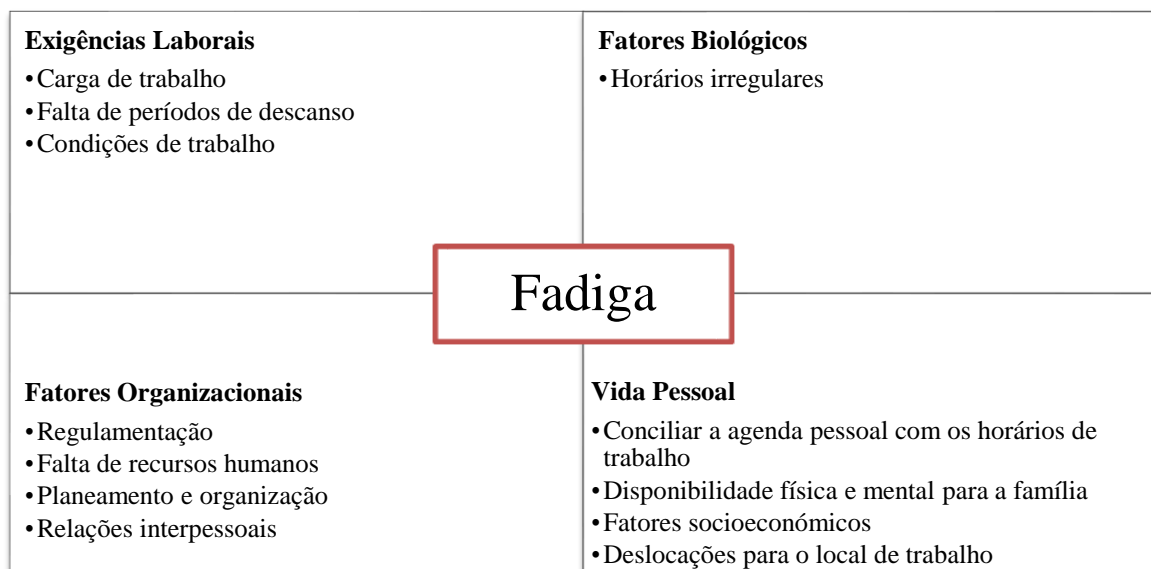 Exigências Laborais
•Carga de trabalho
•Falta de períodos de descanso
•Condições de trabalho
Fatores Biológicos
•Horários irregulares
Fadiga
Fatores Organizacionais
•Regulamentação
•Falta de recursos humanos
•Planeamento e organização
•Relações interpessoais
Vida Pessoal
•Conciliar a agenda pessoal com os horários de
trabalho
•Disponibilidade física e mental para a família
•Fatores socioeconómicos
•Deslocações para o local de trabalho